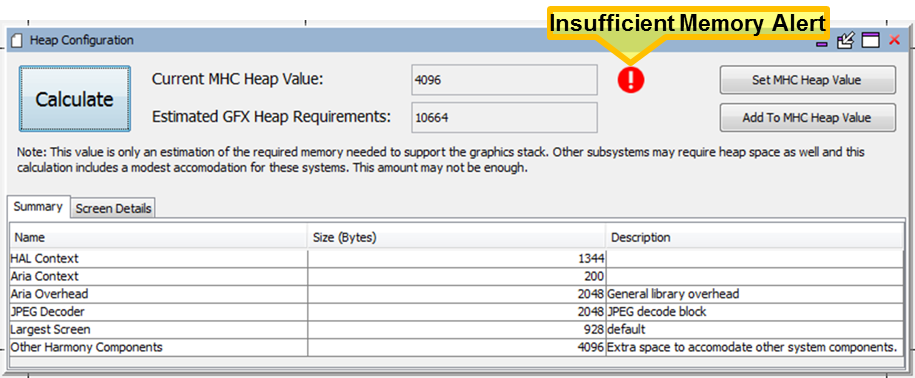 Insufficient Memory Alert
Heap Configuration
Calculate
Current MHC Heap Value:
4096
Set MHC Heap Value
Estimated GFX Heap Requirements:
10664
Add To MHC Heap Value
Note: This value is only an estimation of the required memory needed to support the graphics stack. Other subsystems may require heap space as well and this
calculation includes a modest accomodation for these systems. This amount may not be enough.
Summary
Screen Details
Name Size (Bytes) Description
HAL Context 1344
Aria Context 200
Aria Overhead 2048 General library overhead
JPEG Decoder 2048 JPEG decode block
Largest Screen 928 default
Other Harmony Components 4096 Extra space to accomodate other system components.